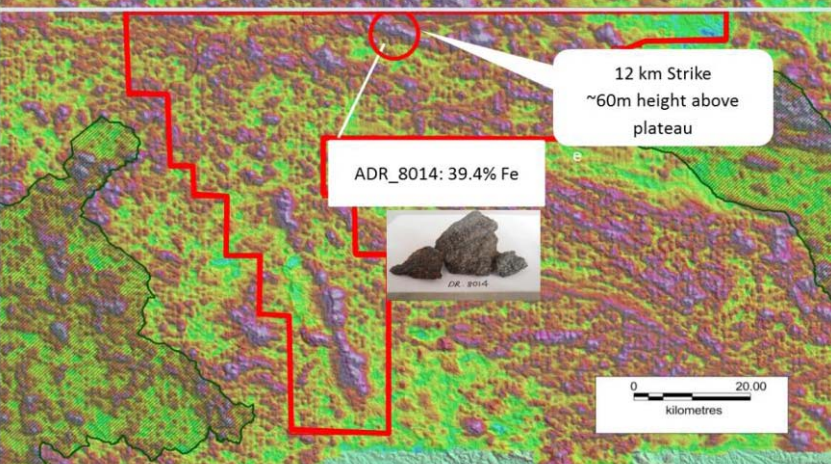 12 km Strike
~60m height above
plateau
e
ADR_8014: 39.4% Fe
DR. 8014
0 20.00
kilometres